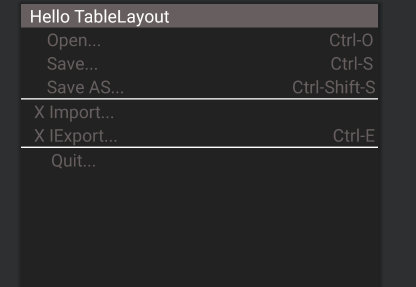 Hello TableLayout
Open... Ctrl-O
Save... Ctrl-S
Save AS... Ctrl-Shift-S
X Import...
X IExport... Ctrl-E
Quit...